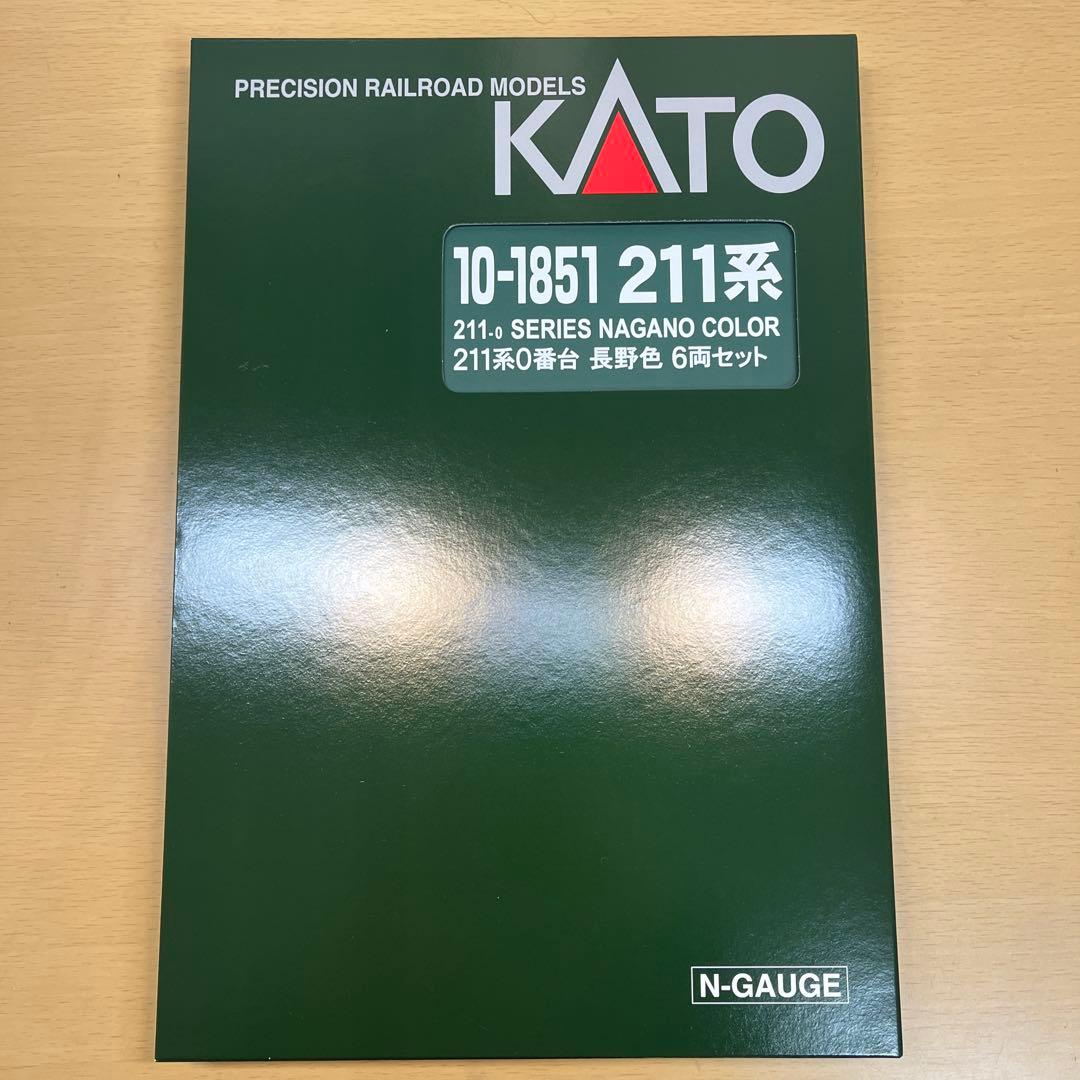 PRECISION RAILROAD MODELS
KATO
10-1851 211系
211-0 SERIES NAGANO COLOR
211系0番台 長野色 6両セット
N-GAUGE